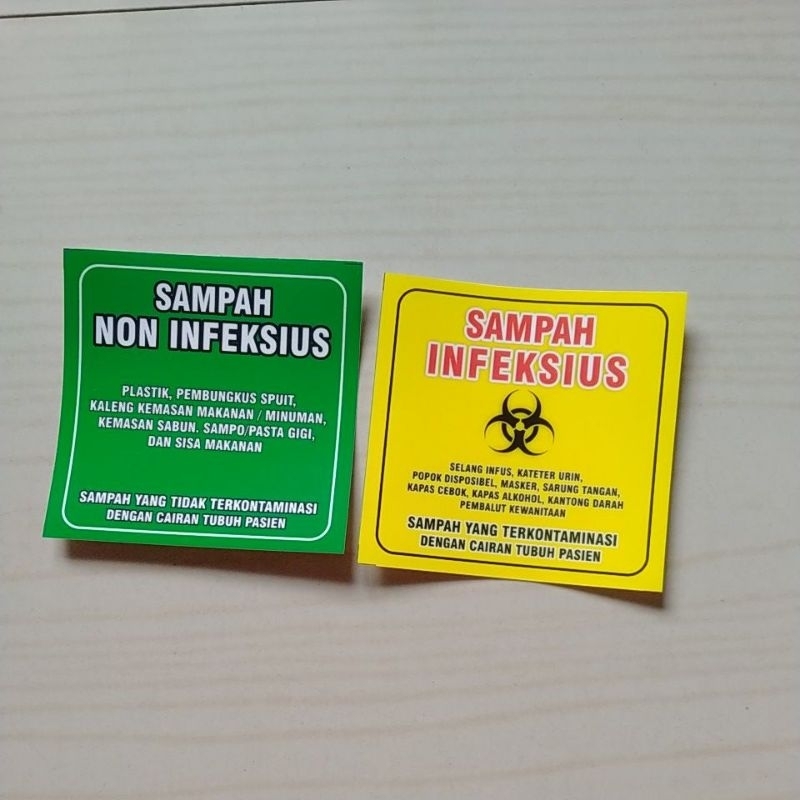 SAMPAH
NON INFEKSIUS
PLASTIK, PEMBUNGKUS SPUIT,
KALENG KEMASAN MAKANAN / MINUMAN,
KEMASAN SABUN. SAMPO/PASTA GIGI,
DAN SISA MAKANAN
SAMPAH YANG TIDAK TERKONTAMINASI
DENGAN CAIRAN TUBUH PASIEN
SAMPAH
INFEKSIUS
SELANG INFUS, KATETER URIN,
POPOK DISPOSIBEL, MASKER, SARUNG TANGAN,
KAPAS CEBOK, KAPAS ALKOHOL, KANTONG DARAH
PEMBALUT KEWANITAAN
SAMPAH YANG TERKONTAMINASI
DENGAN CAIRAN TUBUH PASIEN